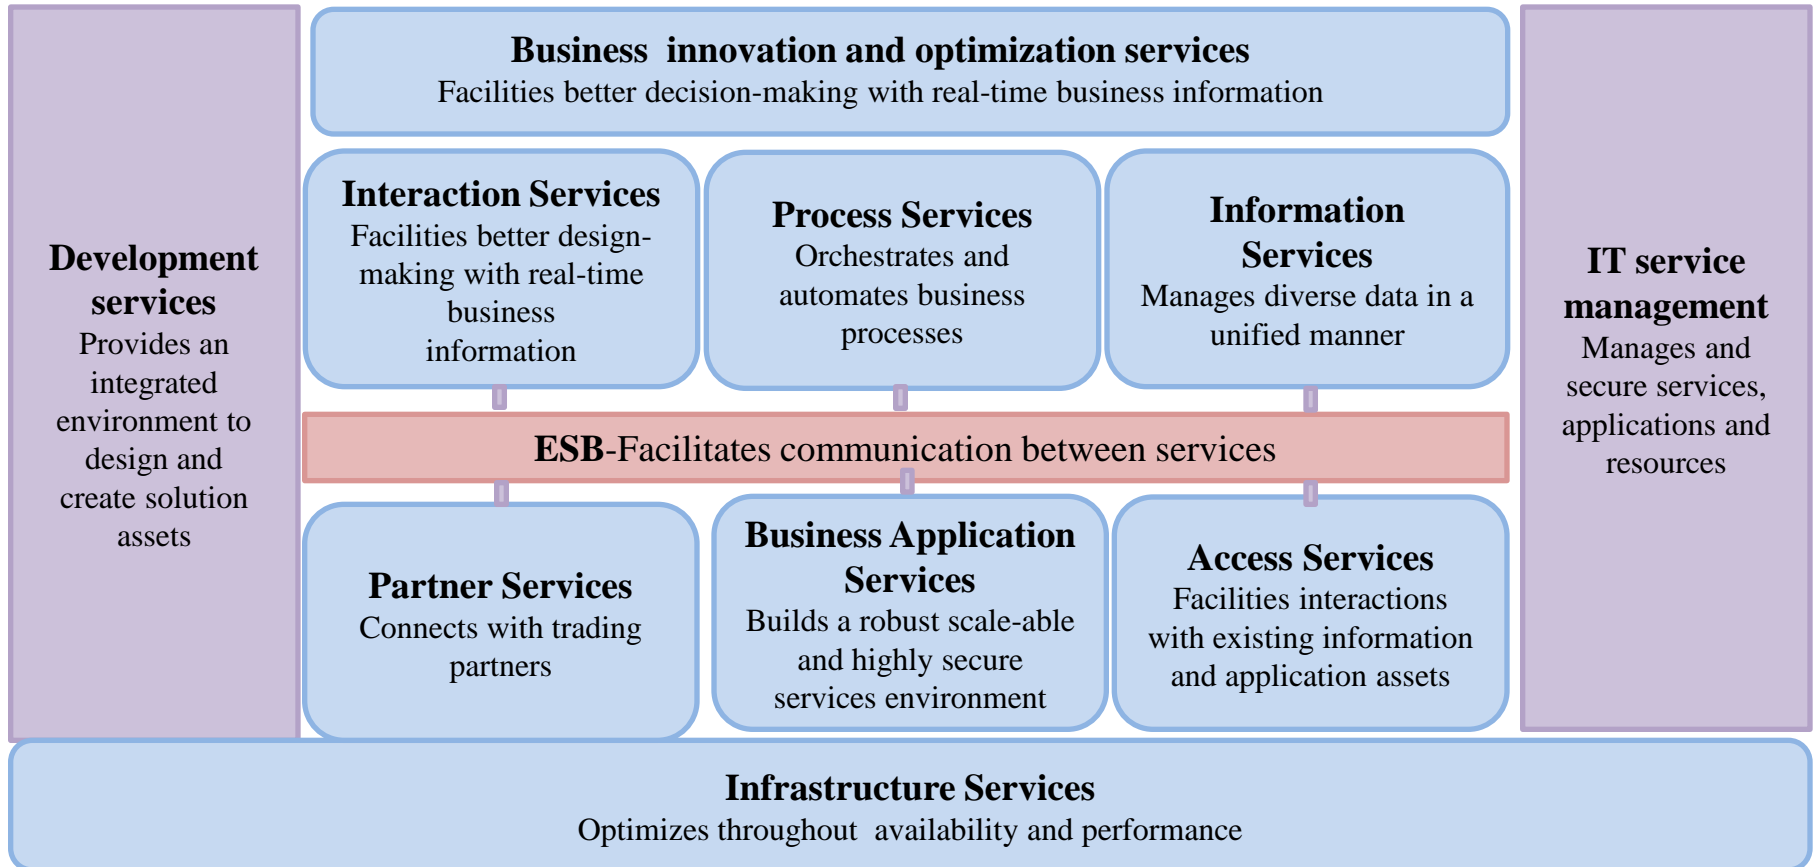 Business innovation and optimization services
Facilities better decision-making with real-time business information
Development
services
Provides an
integrated
environment to
design and
create solution
assets
Interaction Services
Facilities better design-
making with real-time
business
information
Process Services
Orchestrates and
automates business
processes
Information
Services
Manages diverse data in a
unified manner
IT service
management
Manages and
secure services,
applications and
resources
ESB-Facilitates communication between services
Partner Services
Connects with trading
partners
Business Application
Services
Builds a robust scale-able
and highly secure
services environment
Access Services
Facilities interactions
with existing information
and application assets
Infrastructure Services
Optimizes throughout availability and performance